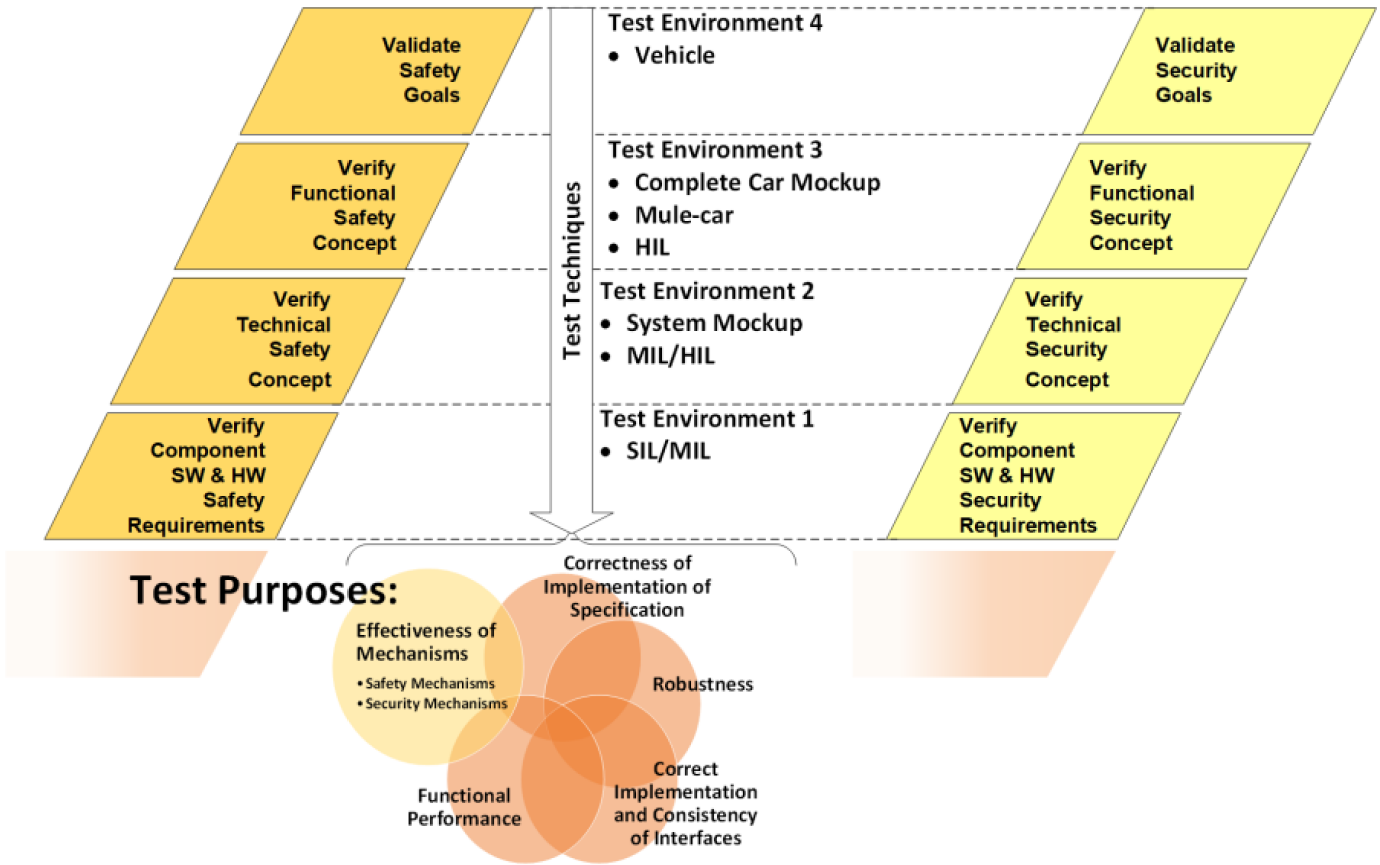 Validate
Safety
Goals
Verify
Functional
Safety
Concept
Verify
Technical
Safety
Concept
Verify
Component
SW & HW
Safety
Requirements
Test Techniques
Test Environment 4
• Vehicle
Test Environment 3
• Complete Car Mockup
• Mule-car
• HIL
Test Environment 2
• System Mockup
• MIL/HIL
Test Environment 1
• SIL/MIL
Validate
Security
Goals
Verify
Functional
Security
Concept
Verify
Technical
Security
Concept
Verify
Component
SW & HW
Security
Requirements
Test Purposes:
Effectiveness of
Mechanisms
• Safety Mechanisms
• Security Mechanisms
Correctness of
Implementation of
Specification
Robustness
Correct
Implementation
and Consistency
of Interfaces
Functional
Performance